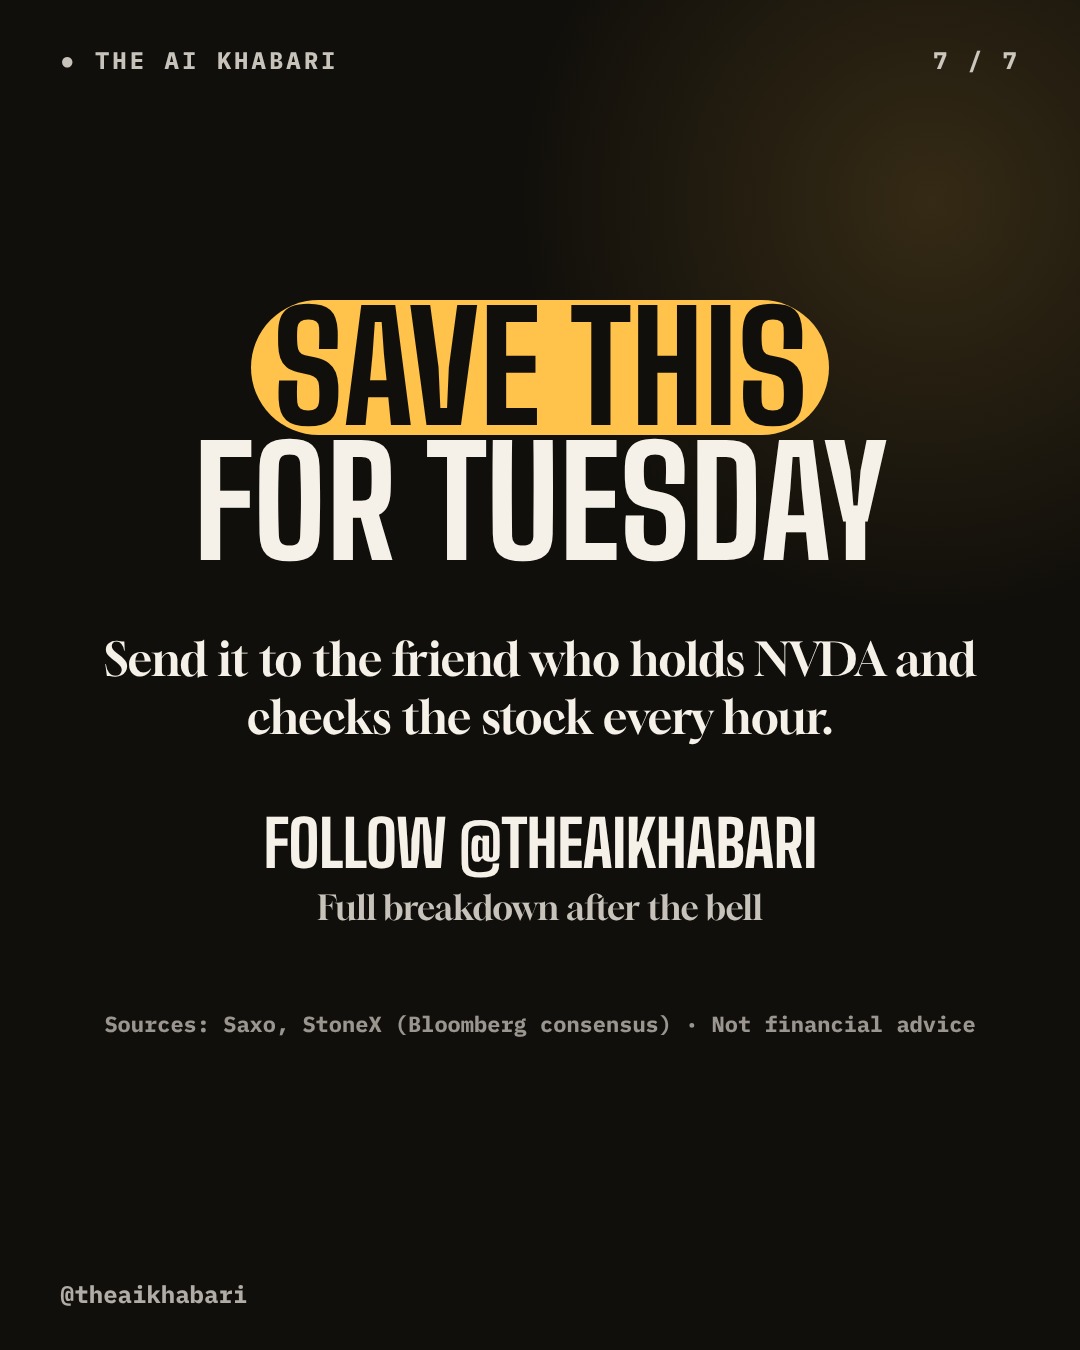 ● THE AI KHABARI
7 / 7
SAVE THIS
FOR TUESDAY
Send it to the friend who holds NVDA and
checks the stock every hour.
FOLLOW @THEAIKHABARI
Full breakdown after the bell
Sources: Saxo, StoneX (Bloomberg consensus) · Not financial advice
@theaikhabari